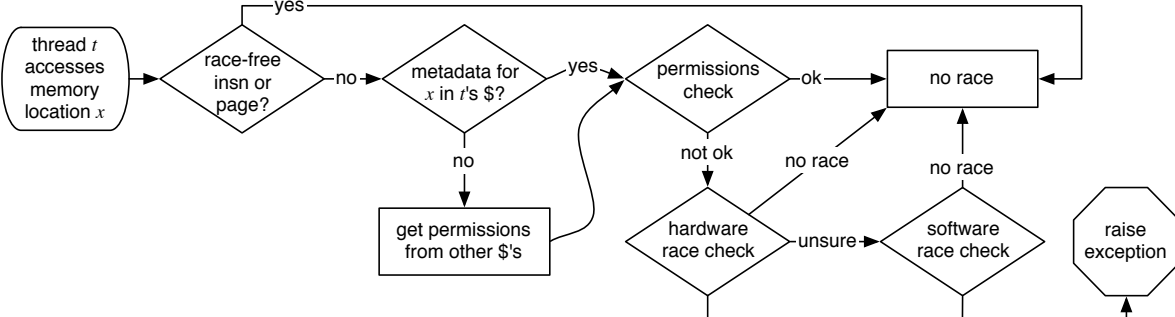 yes
thread t
accesses
memory
location x
race-free
insn or
page?
no
metadata for
x in t's $?
yes
permissions
check
ok
no race
no
not ok
no race
no race
get permissions
from other $'s
hardware
race check
unsure
software
race check
raise
exception